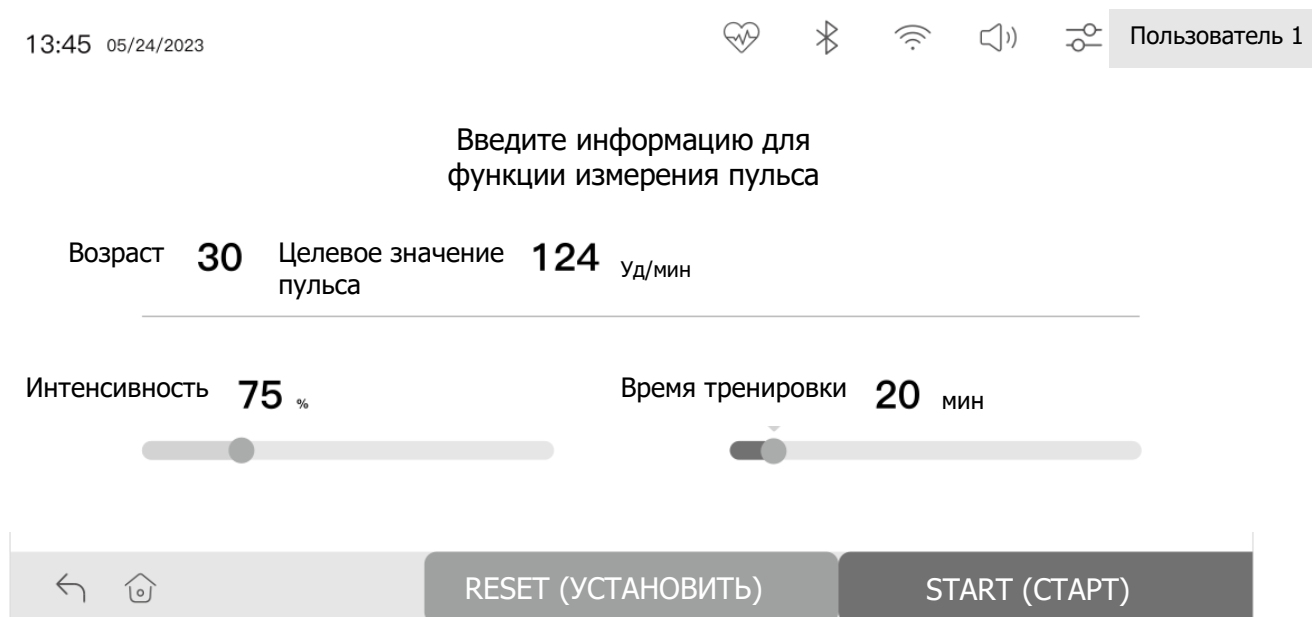 13:45 05/24/2023
Пользователь 1
Введите информацию для
функции измерения пульса
Возраст 30 Целевое значение пульса 124 Уд/мин
Интенсивность 75 %
Время тренировки 20 мин
RESET (УСТАНОВИТЬ)
START (СТАРТ)